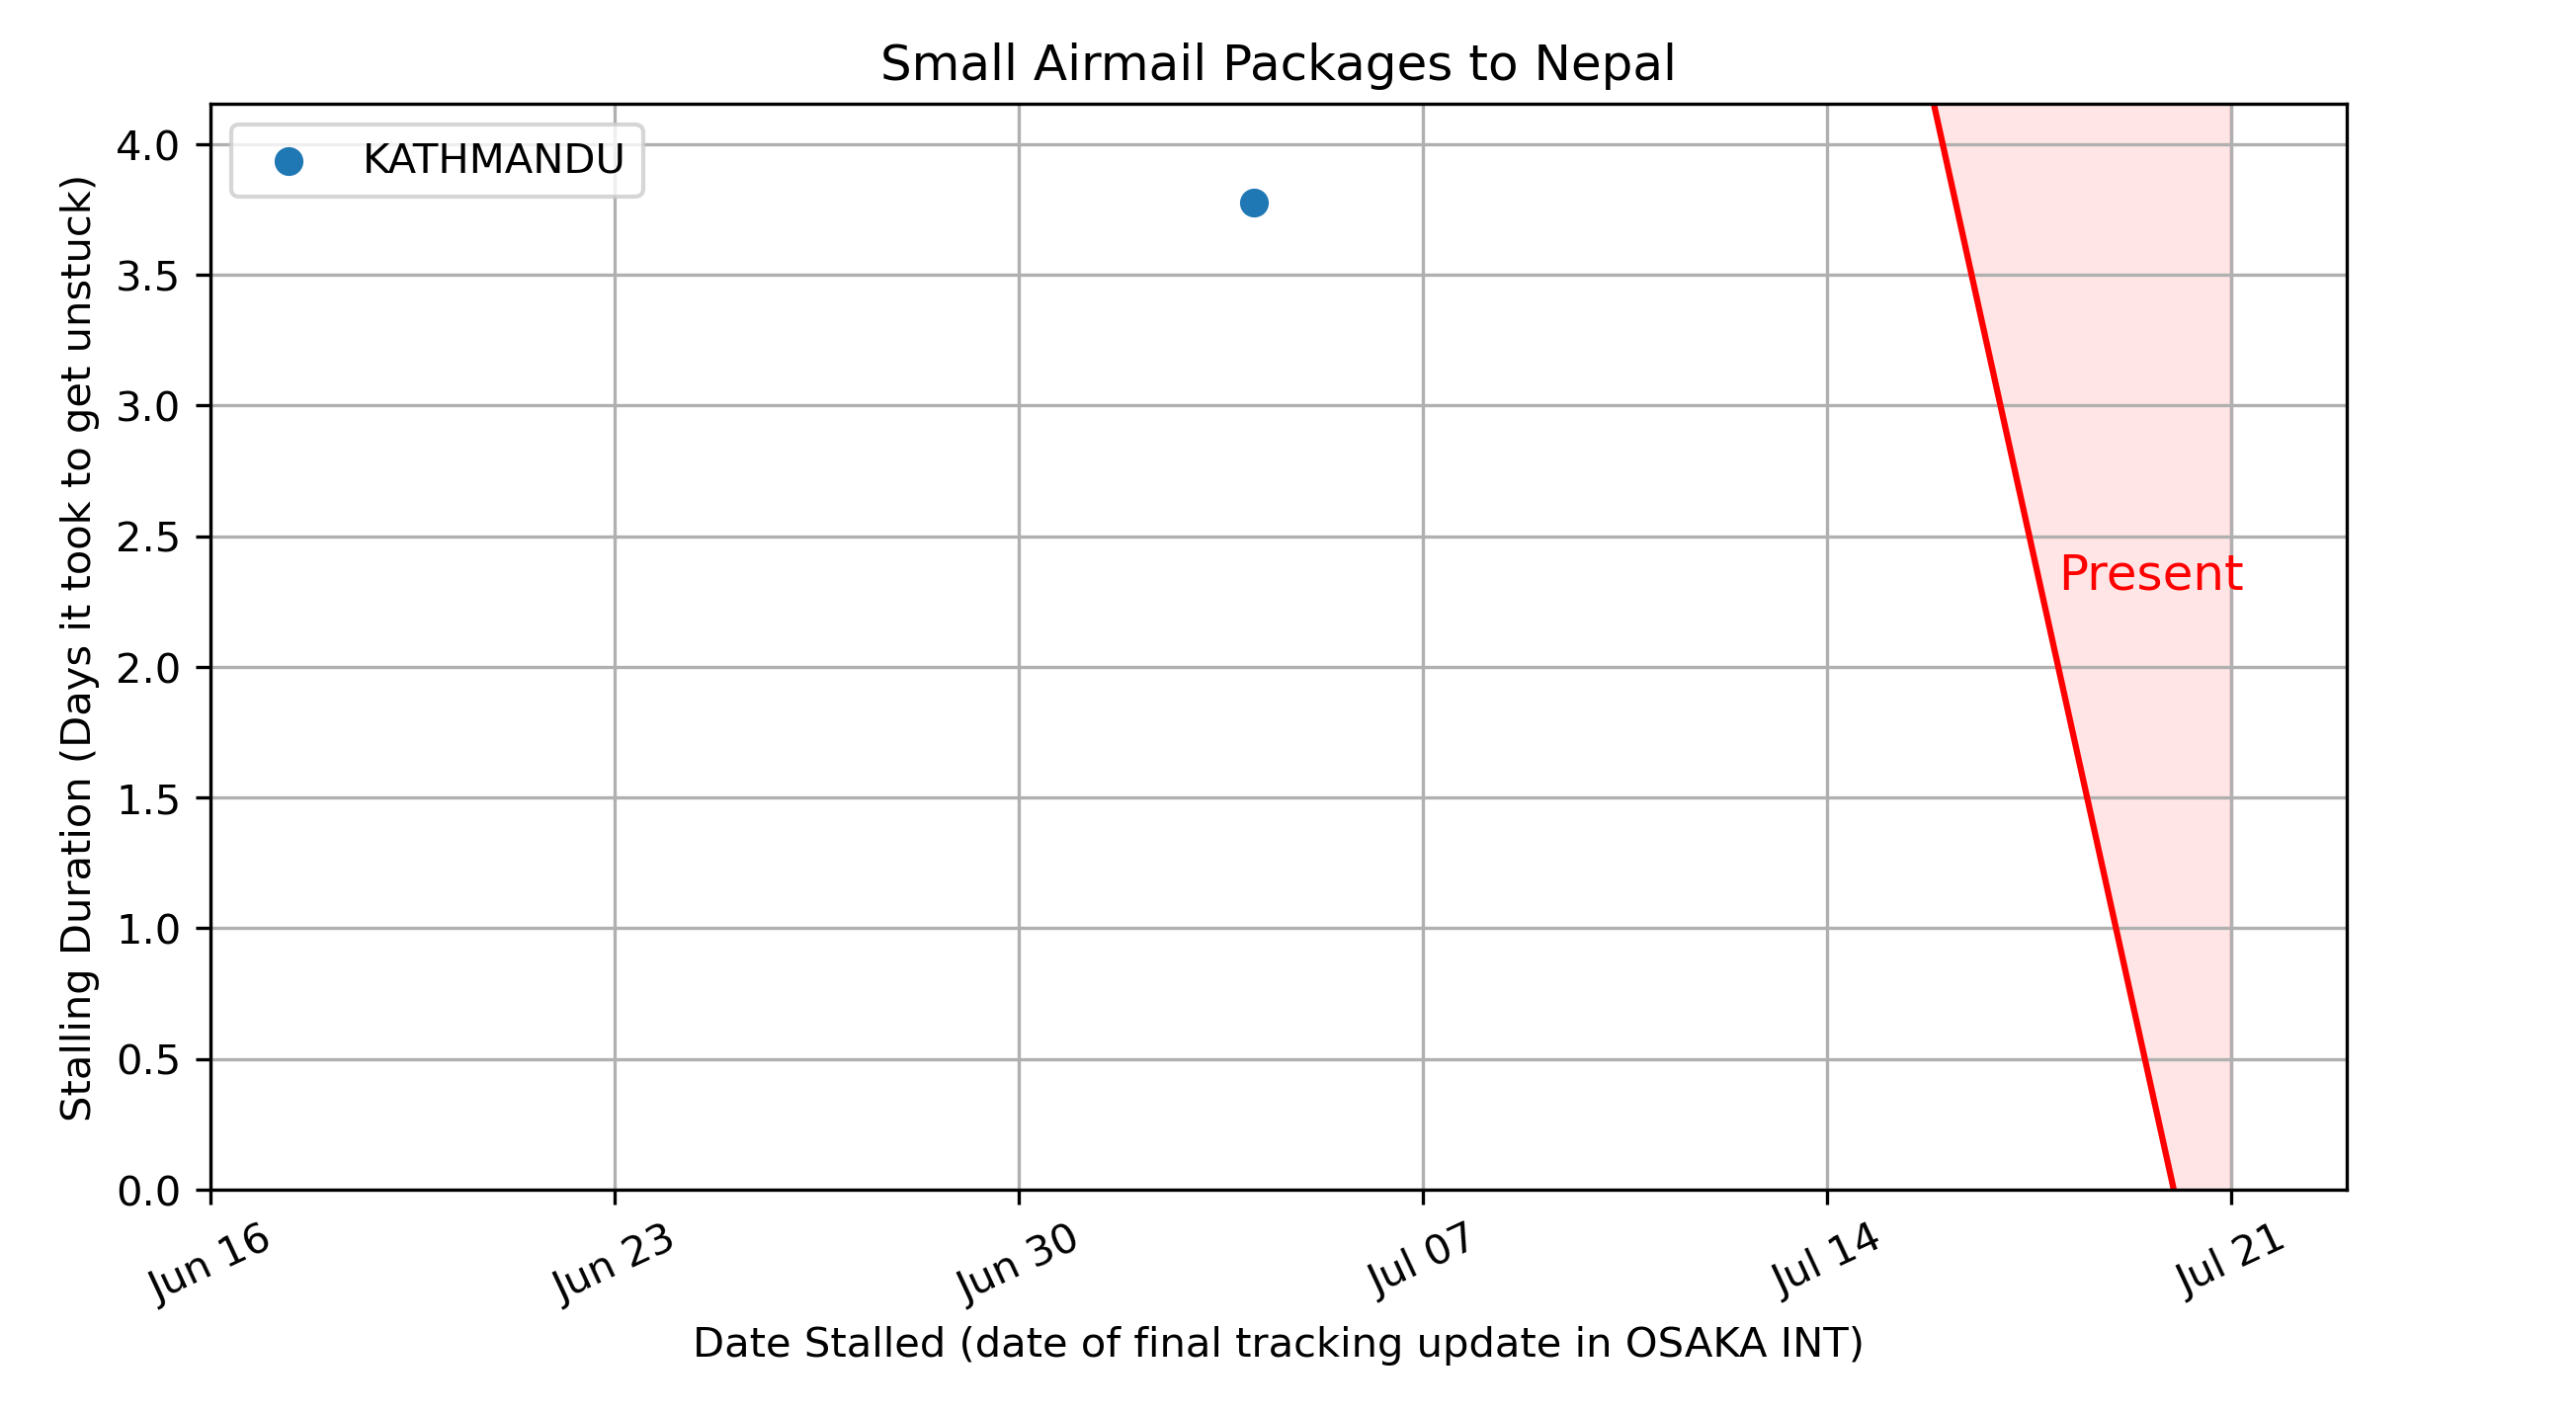 Small Airmail Packages to Nepal
KATHMANDU
4.0
3.5
3.0
2.5
2.0
1.5
1.0
0.5
0.0
Stalling Duration (Days it took to get unstuck)
Present
Jun 16
Jun 23
Jun 30
Jul 07
Jul 14
Jul 21
Date Stalled (date of final tracking update in OSAKA INT)